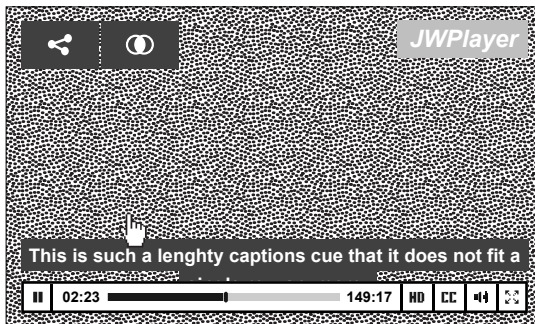 JWPlayer
This is such a lenghty captions cue that it does not fit a
02:23 149:17 HD CC